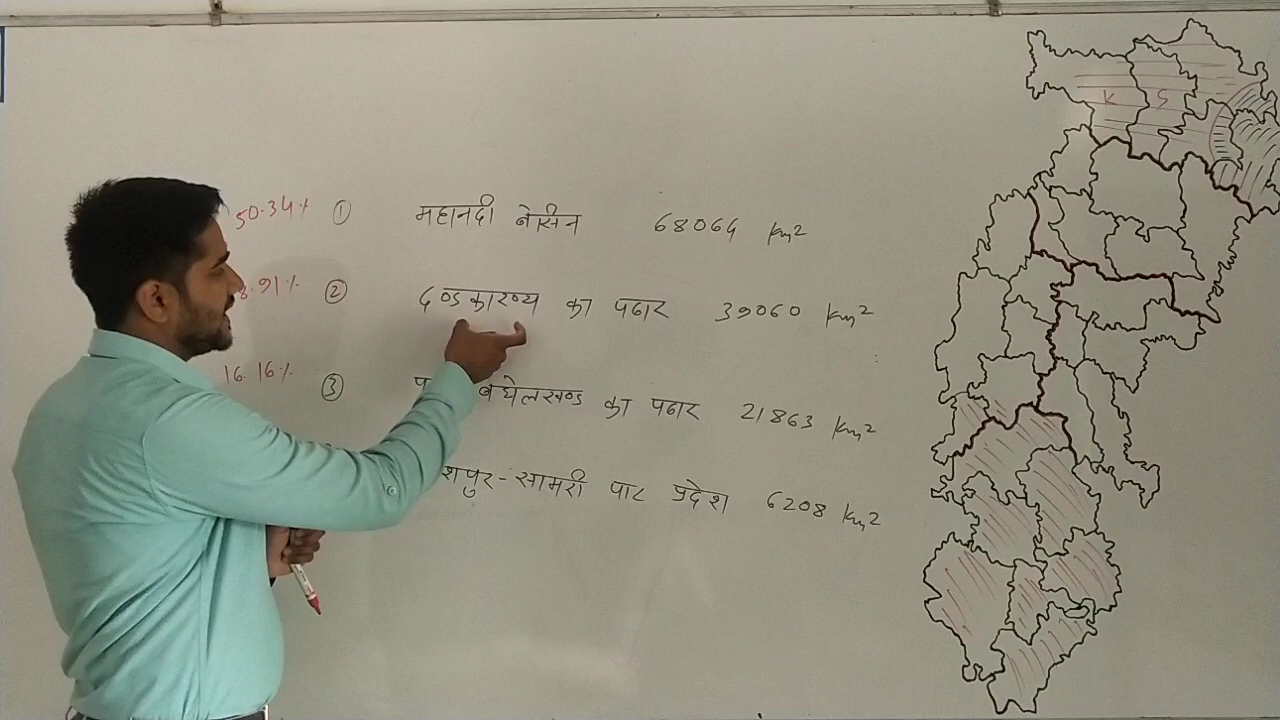 50.34% ① महानदी बेसिन 68064 Km2
8.91% ② दण्डकारण्य का पठार 39060 Km2
16.16% ③ बघेलखण्ड का पठार 21863 Km2
शपुर-सामरी पाट प्रदेश 6208 Km2
K S